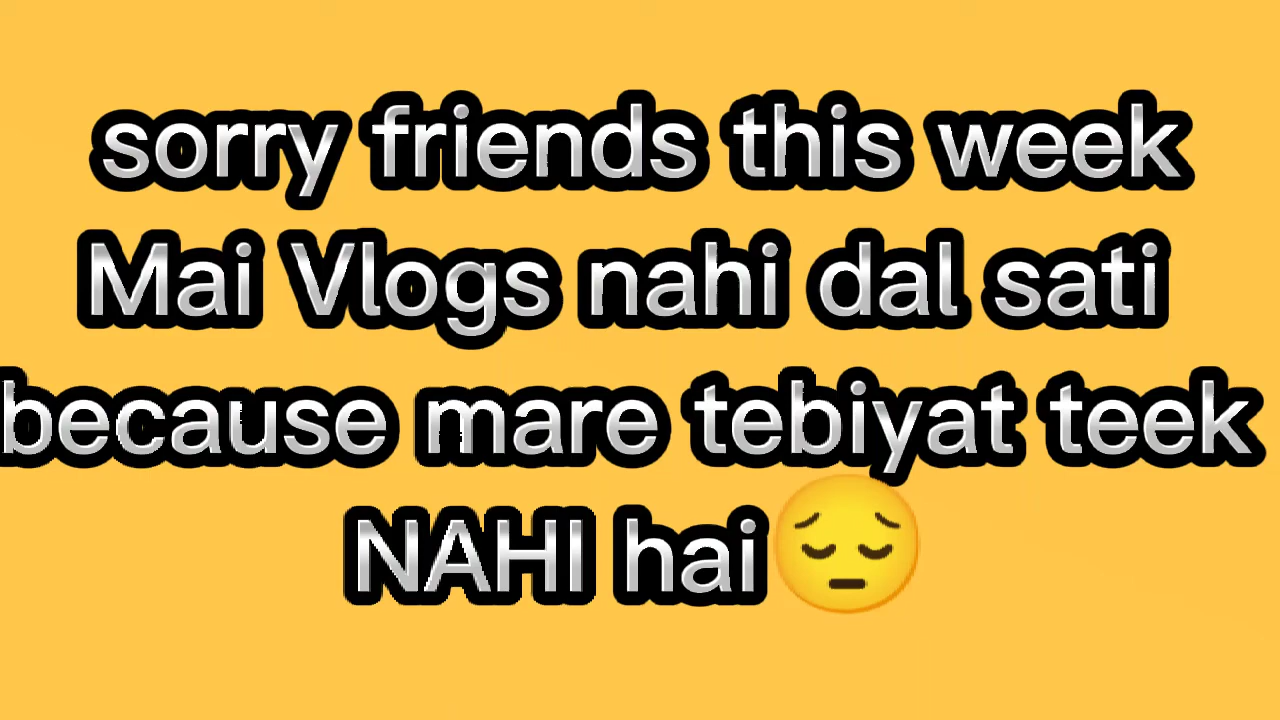 sorry friends this week
Mai Vlogs nahi dal sati
because mare tebiyat teek
NAHI hai😔